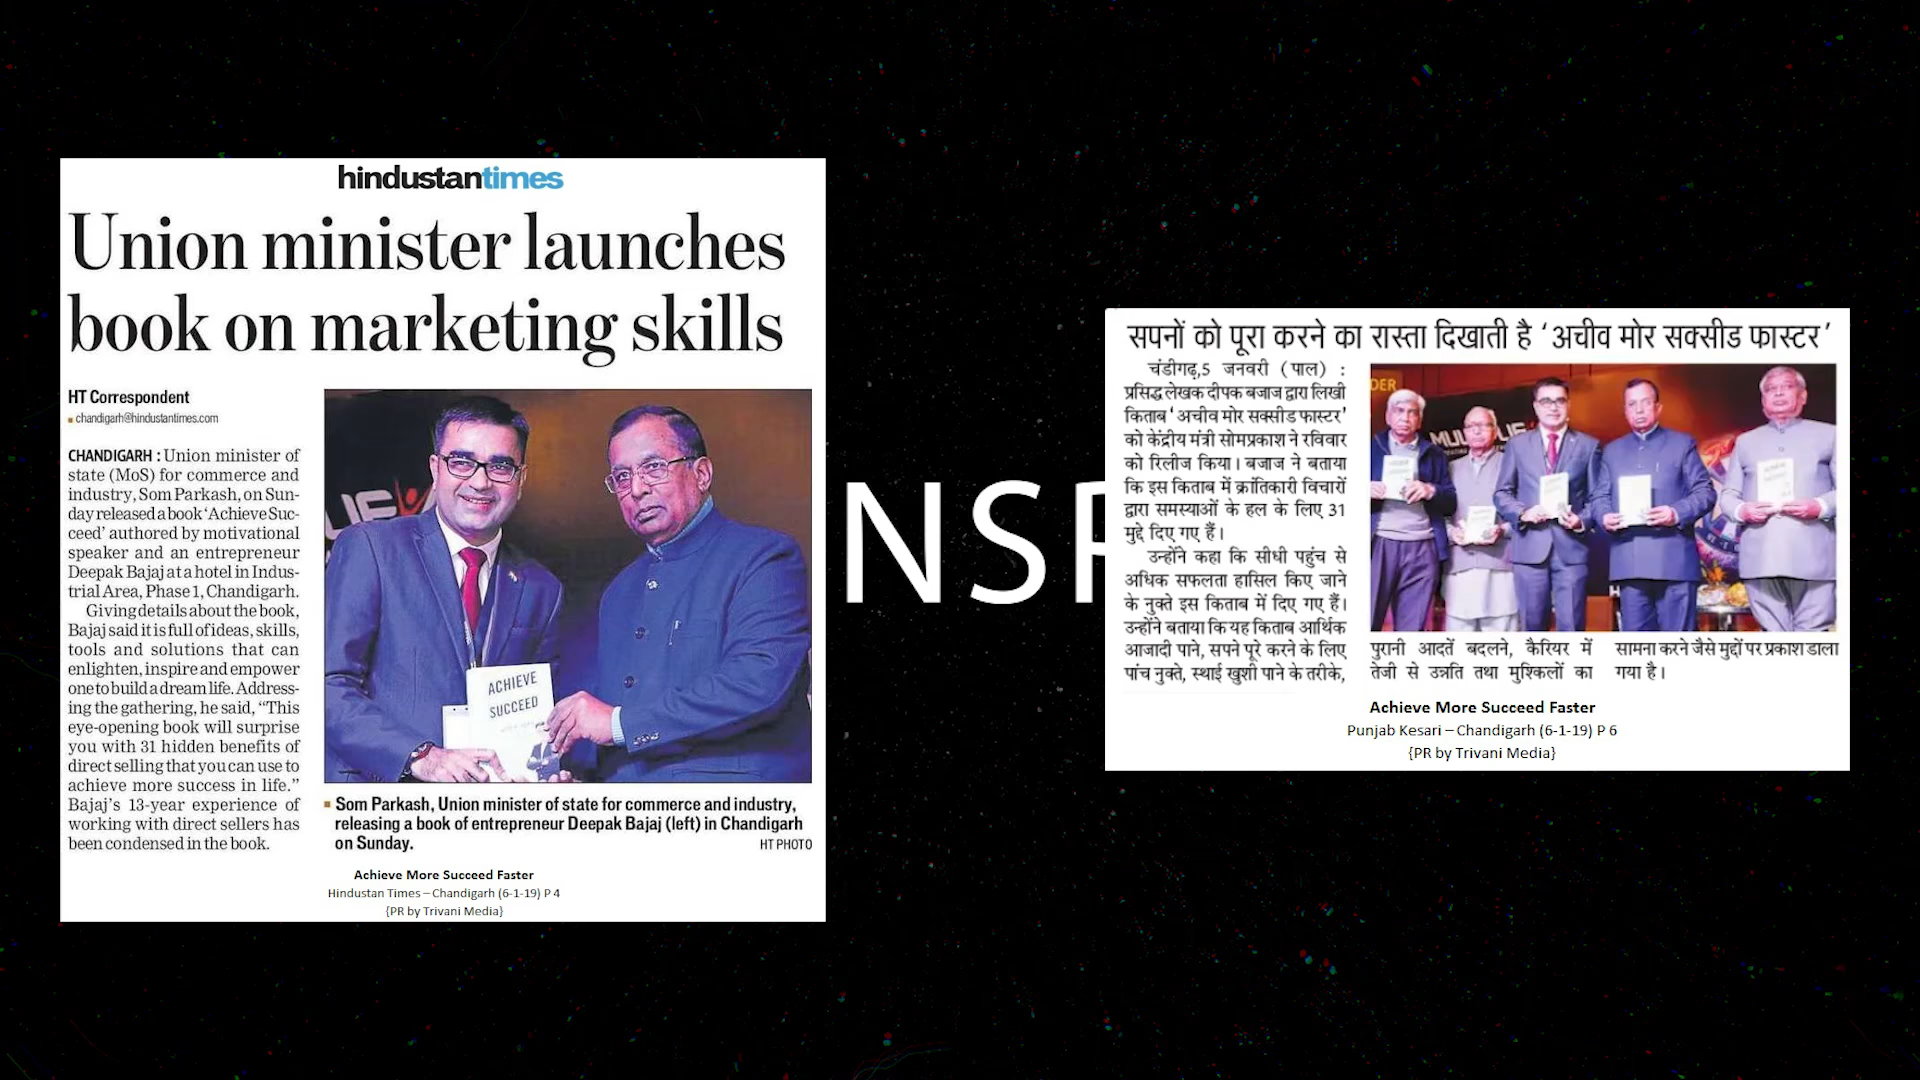 hindustantimes
Union minister launches
book on marketing skills
HT Correspondent
chandigarh@hindustantimes.com
CHANDIGARH : Union minister of
state (MoS) for commerce and
industry, Som Parkash, on Sun-
day released a book ‘Achieve Suc-
ceed’ authored by motivational
speaker and an entrepreneur
Deepak Bajaj at a hotel in Indus-
trial Area, Phase 1, Chandigarh.
Giving details about the book,
Bajaj said it is full of ideas, skills,
tools and solutions that can
enlighten, inspire and empower
one to build a dream life. Address-
ing the gathering, he said, “This
eye-opening book will surprise
you with 31 hidden benefits of
direct selling that you can use to
achieve more success in life.”
Bajaj’s 13-year experience of
working with direct sellers has
been condensed in the book.
ACHIEVE
SUCCEED
Som Parkash, Union minister of state for commerce and industry,
releasing a book of entrepreneur Deepak Bajaj (left) in Chandigarh
on Sunday.
HT PHOTO
Achieve More Succeed Faster
Hindustan Times – Chandigarh (6-1-19) P 4
{PR by Trivani Media}
NSP
सपनों को पूरा करने का रास्ता दिखाती है ‘अचीव मोर सक्सीड फास्टर’
चंडीगढ़,5 जनवरी (पाल) :
प्रसिद्ध लेखक दीपक बजाज द्वारा लिखी
किताब ‘अचीव मोर सक्सीड फास्टर’
को केंद्रीय मंत्री सोमप्रकाश ने रविवार
को रिलीज किया। बजाज ने बताया
कि इस किताब में क्रांतिकारी विचारों
द्वारा समस्याओं के हल के लिए 31
मुद्दे दिए गए हैं।
उन्होंने कहा कि सीधी पहुंच से
अधिक सफलता हासिल किए जाने
के नुक्ते इस किताब में दिए गए हैं।
उन्होंने बताया कि यह किताब आर्थिक
आजादी पाने, सपने पूरे करने के लिए
पांच नुक्ते, स्थाई खुशी पाने के तरीके,
DER
पुरानी आदतें बदलने, कैरियर में
तेजी से उन्नति तथा मुश्किलों का
सामना करने जैसे मुद्दों पर प्रकाश डाला
गया है।
Achieve More Succeed Faster
Punjab Kesari – Chandigarh (6-1-19) P 6
{PR by Trivani Media}